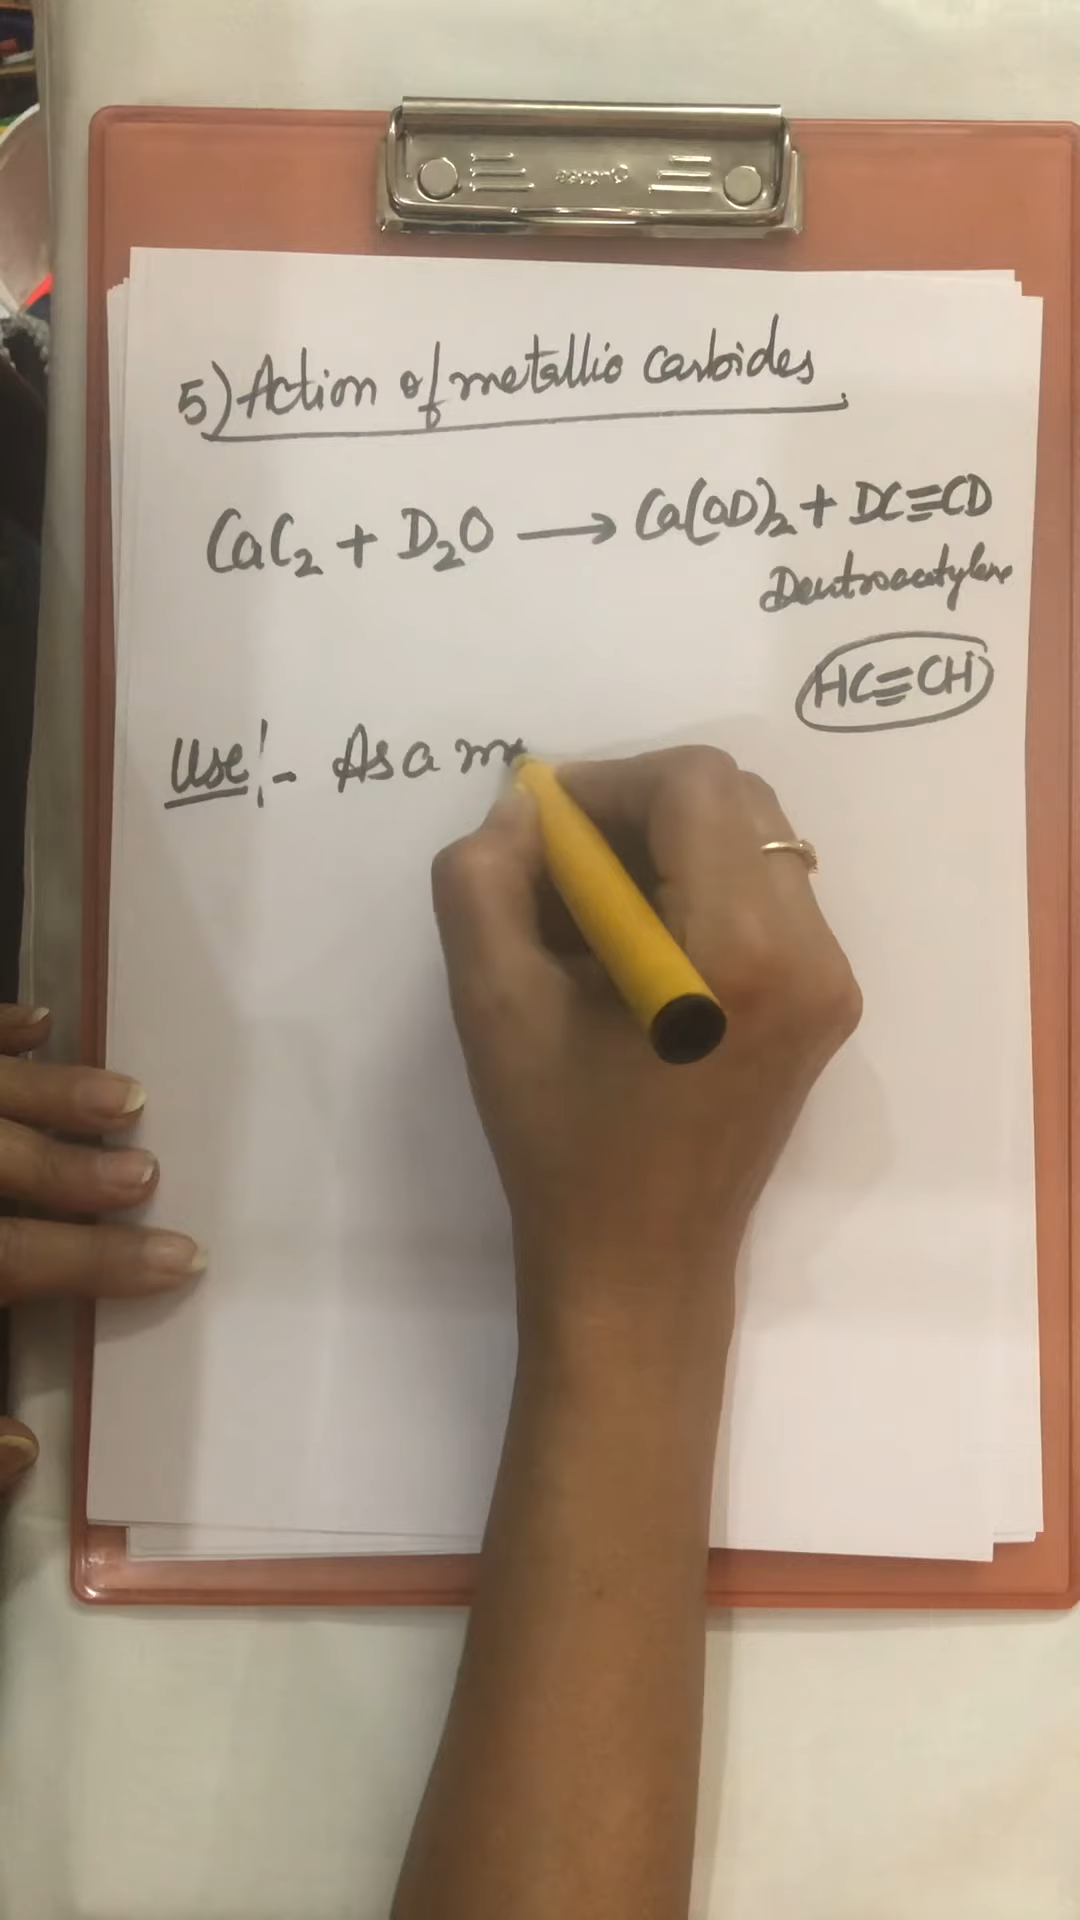 5) Action of metallic carbides
CaC₂ + D₂O ⟶ Ca(OD)₂ + DC≡CD
Deutroacetylene
HC≡CH
Use:- As a m